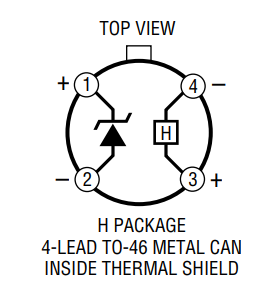 TOP VIEW
+ 1 4 –
H
– 2 3 +
H PACKAGE
4-LEAD TO-46 METAL CAN
INSIDE THERMAL SHIELD